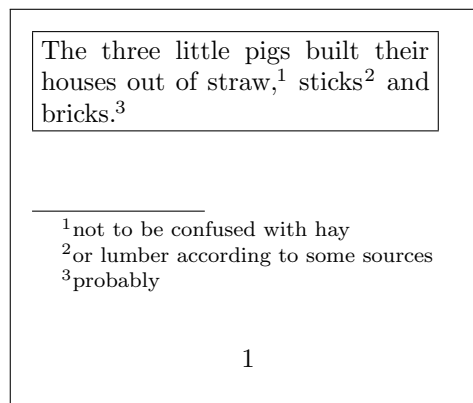 The three little pigs built their
houses out of straw,¹ sticks² and
bricks.³
¹not to be confused with hay
²or lumber according to some sources
³probably
1